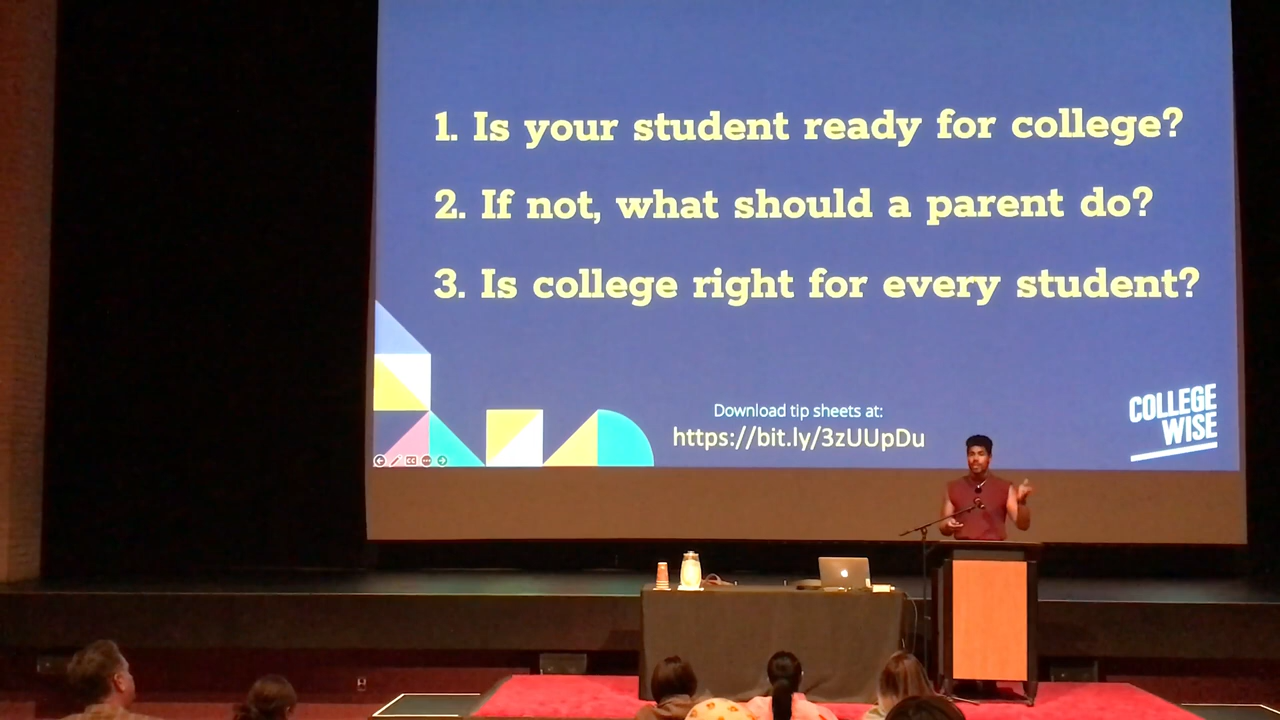 1. Is your student ready for college?
2. If not, what should a parent do?
3. Is college right for every student?
Download tip sheets at:
https://bit.ly/3zUUpDu
COLLEGE
WISE
CC